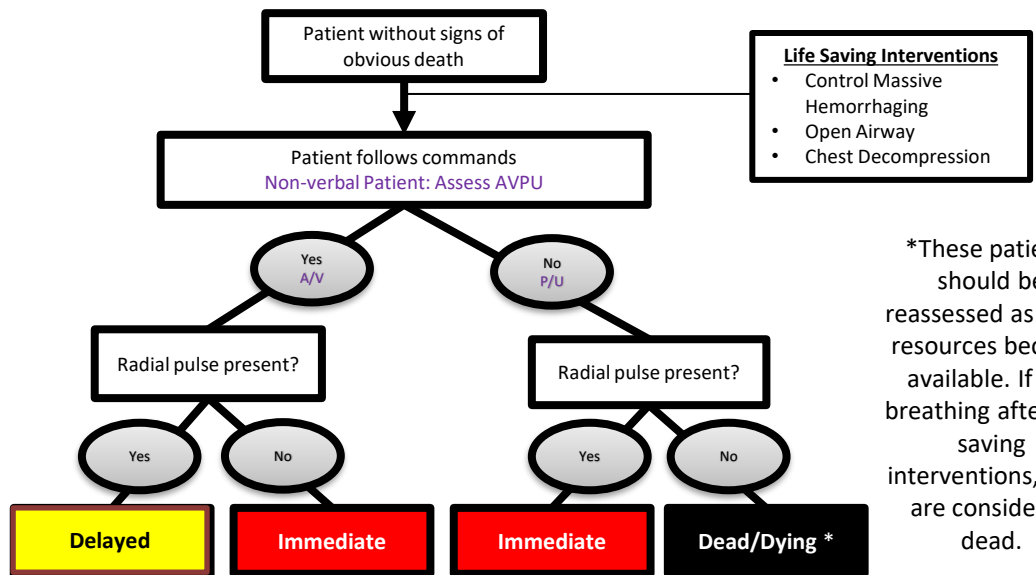 Patient without signs of
obvious death
Life Saving Interventions
• Control Massive
Hemorrhaging
• Open Airway
• Chest Decompression
Patient follows commands
Non-verbal Patient: Assess AVPU
Yes
A/V
No
P/U
Radial pulse present?
Radial pulse present?
Yes
No
Yes
No
Delayed
Immediate
Immediate
Dead/Dying *
*These
should
reassessed as
resources
available. If
breathing
saving
interventions,
are
dead.